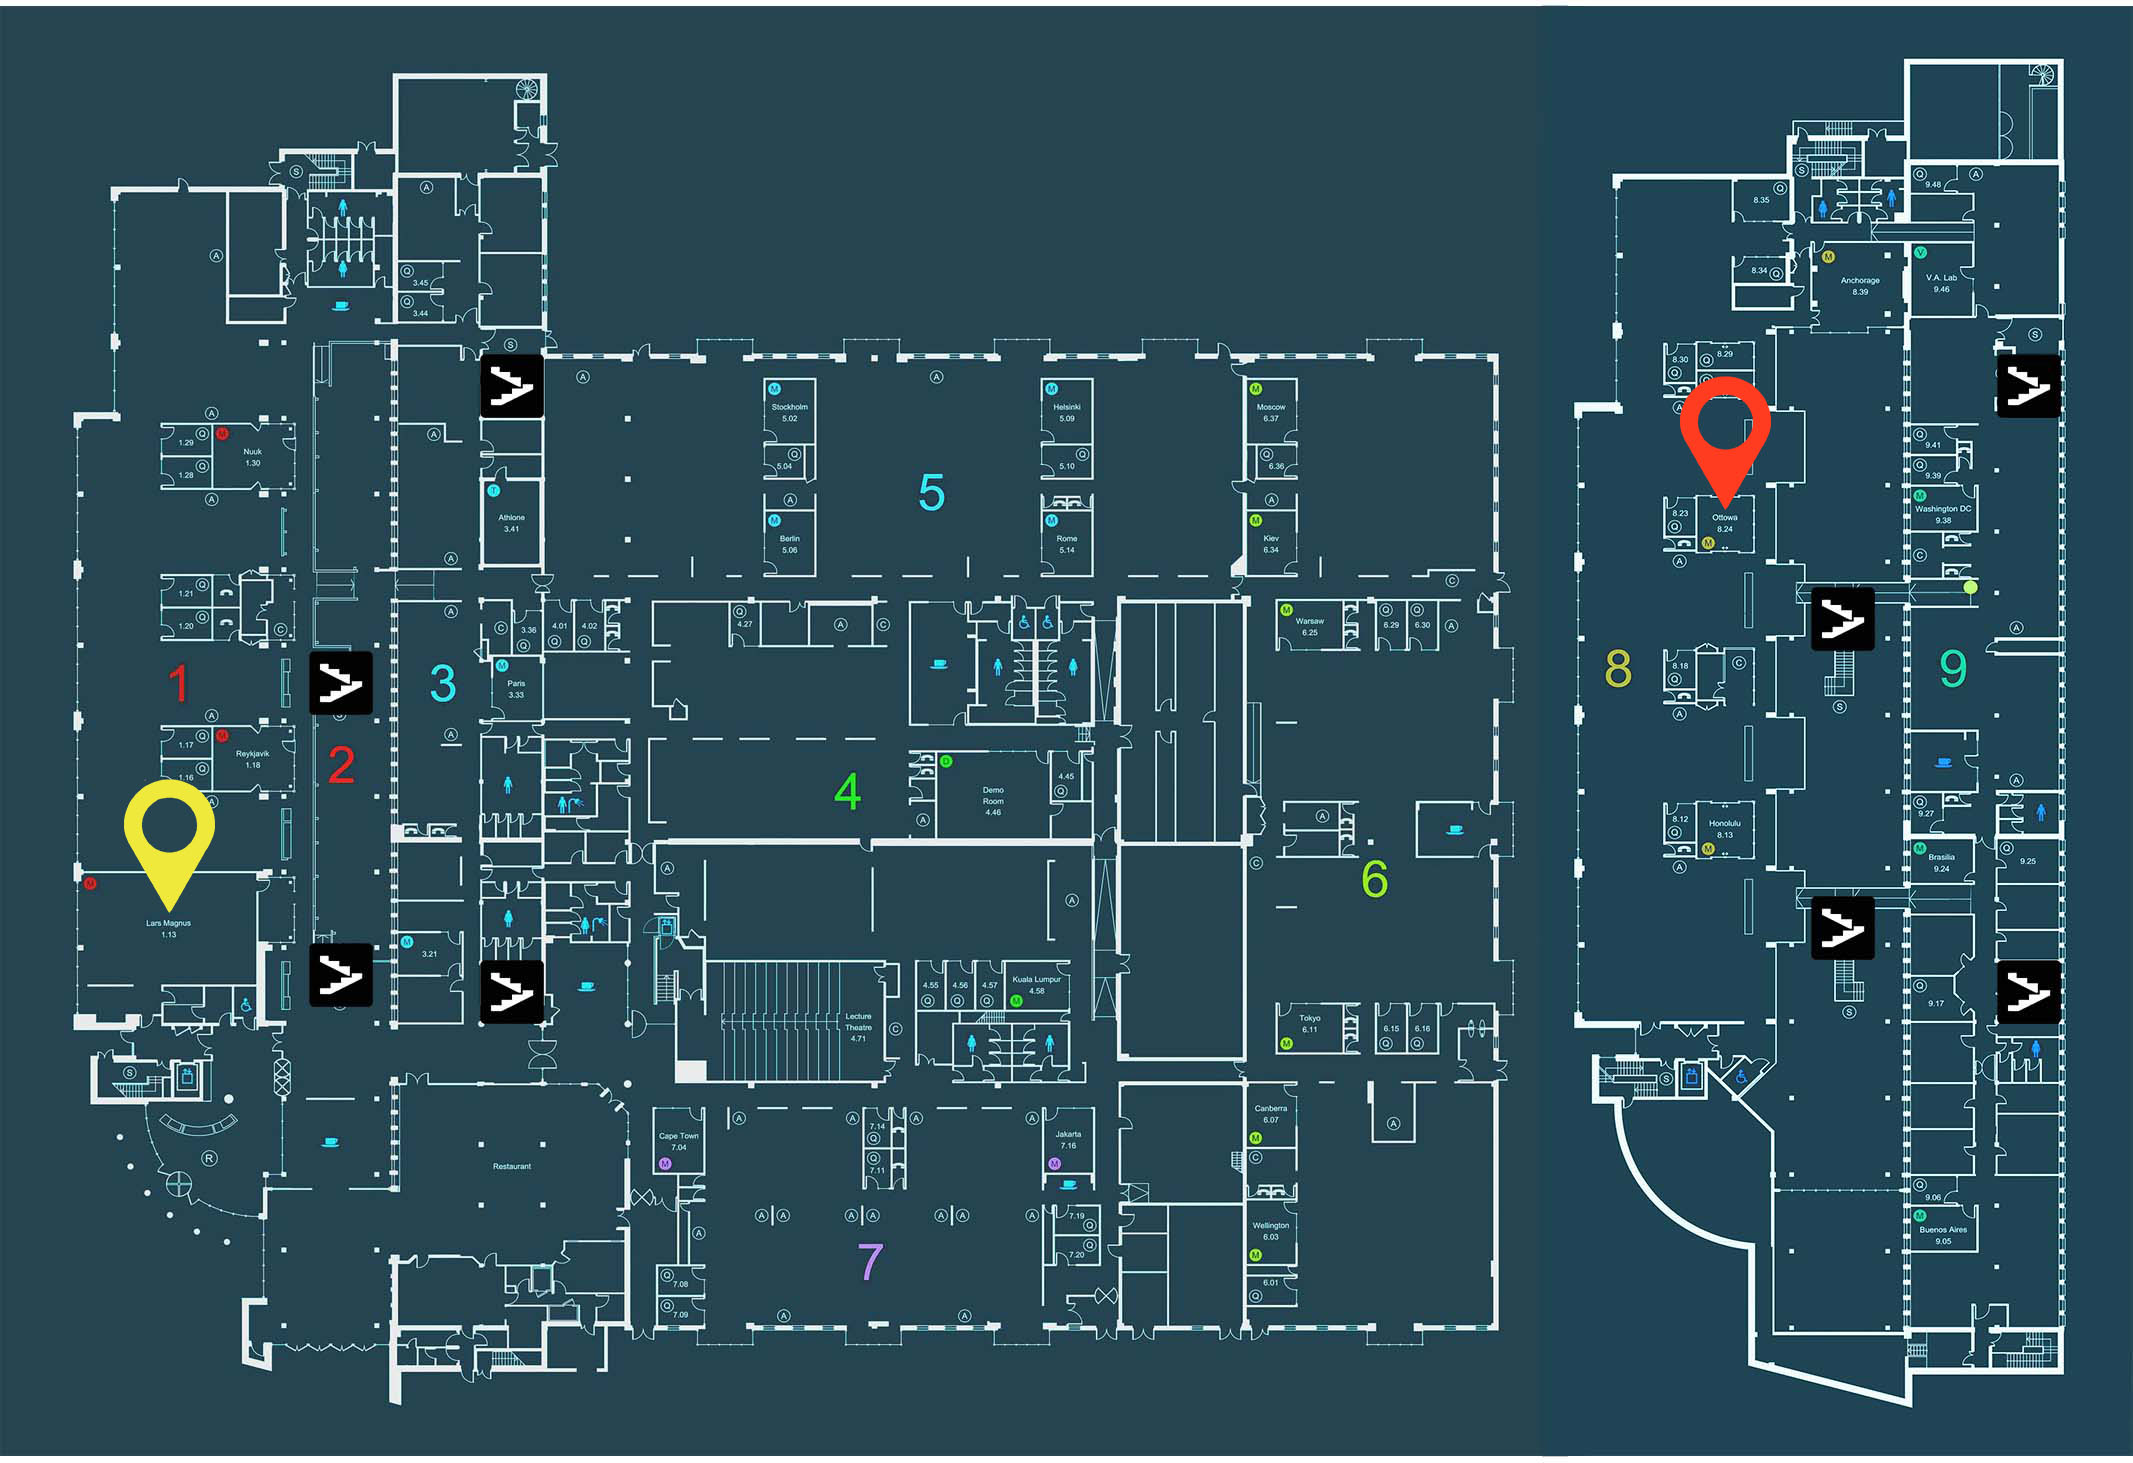 S
A
A
Q
3.45
Q
3.44
S
A
A
M
Stockholm
5.02
Q
5.04
A
M
Berlin
5.06
M
Helsinki
5.09
Q
5.10
M
Rome
5.14
M
Moscow
6.37
Q
6.36
A
M
Kiev
6.34
5
A
1.29
Q
M
Nuuk
1.30
1.28
Q
A
A
T
Athlone
3.41
A
C
1.21
Q
1.20
Q
C
A
C
3.36
Q
4.01
Q
4.02
Q
Q
4.27
A
C
M
Warsaw
6.25
Q
6.29
Q
6.30
A
1
3
M
Paris
3.33
A
A
1.17
Q
M
Reykjavik
1.18
1.16
Q
A
2
4
D
Demo
Room
4.46
4.45
Q
A
A
6
C
M
Lars Magnus
1.13
M
3.21
A
A
4.55
Q
4.56
Q
4.57
Q
Kuala Lumpur
4.58
M
Lecture
Theatre
4.71
C
Tokyo
6.11
M
6.15
Q
6.16
Q
S
R
Restaurant
Cape Town
7.04
M
A
A
7.14
Q
Q
7.11
A
A
Jakarta
7.16
M
Canberra
6.07
M
C
A
A
A
A
A
A
A
A
A
7.19
Q
7.20
Q
Wellington
6.03
M
7
Q
7.08
Q
7.09
A
A
6.01
Q
S
Q
8.35
Q
9.48
A
8.34
Q
M
Anchorage
8.39
V
V.A. Lab
9.46
S
8.30
Q
8.29
Q
A
Q
9.41
Q
9.39
M
Washington DC
9.38
C
8.23
Q
Ottowa
8.24
M
A
A
8
9
8.18
Q
C
A
S
A
8.12
Q
Honolulu
8.13
M
A
Q
9.27
M
Brasilia
9.24
Q
9.25
Q
9.17
S
S
Q
9.06
M
Buenos Aires
9.05